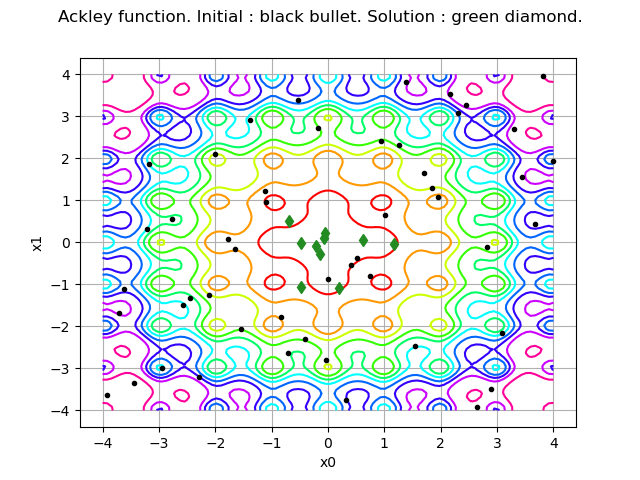 Ackley function. Initial : black bullet. Solution : green diamond.
4
3
2
1
0
−1
−2
−3
−4
x1
−4 −3 −2 −1 0 1 2 3 4
x0